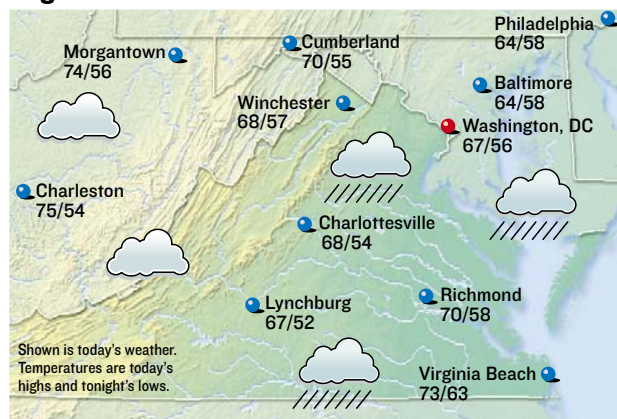 Philadelphia
64/58
Morgantown
74/56
Cumberland
70/55
Baltimore
64/58
Winchester
68/57
Washington, DC
67/56
Charleston
75/54
Charlottesville
68/54
Lynchburg
67/52
Richmond
70/58
Shown is today's weather.
Temperatures are today's
highs and tonight's lows.
Virginia Beach
73/63